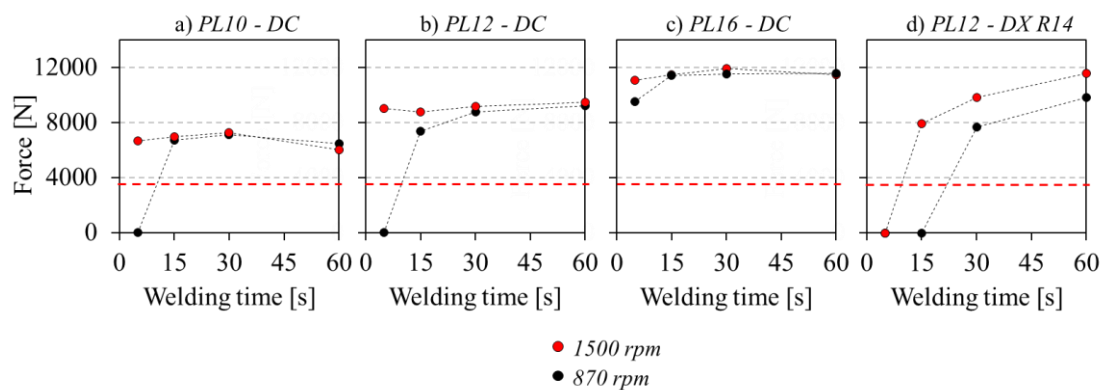 a) PL10 - DC b) PL12 - DC c) PL16 - DC d) PL12 - DX R14
Force [N]
12000
8000
4000
0
0 15 30 45 60 0 15 30 45 60 0 15 30 45 60 0 15 30 45 60
Welding time [s] Welding time [s] Welding time [s] Welding time [s]
1500 rpm
870 rpm